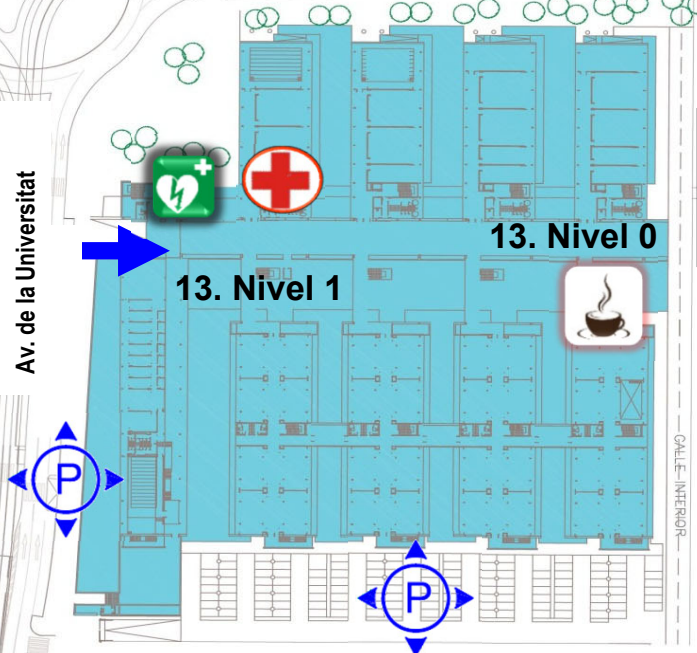 Av. de la Universitat
13. Nivel 0
13. Nivel 1
CALLE INTERIOR
P
P